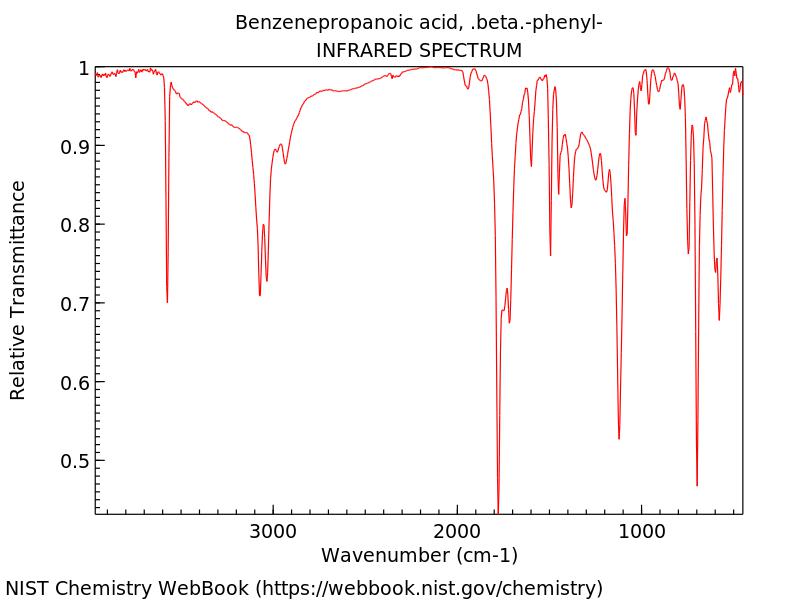 Benzenepropanoic acid, .beta.-phenyl-
INFRARED SPECTRUM
1
0.9
0.8
0.7
0.6
0.5
Relative Transmittance
3000 2000 1000
Wavenumber (cm-1)
NIST Chemistry WebBook (https://webbook.nist.gov/chemistry)